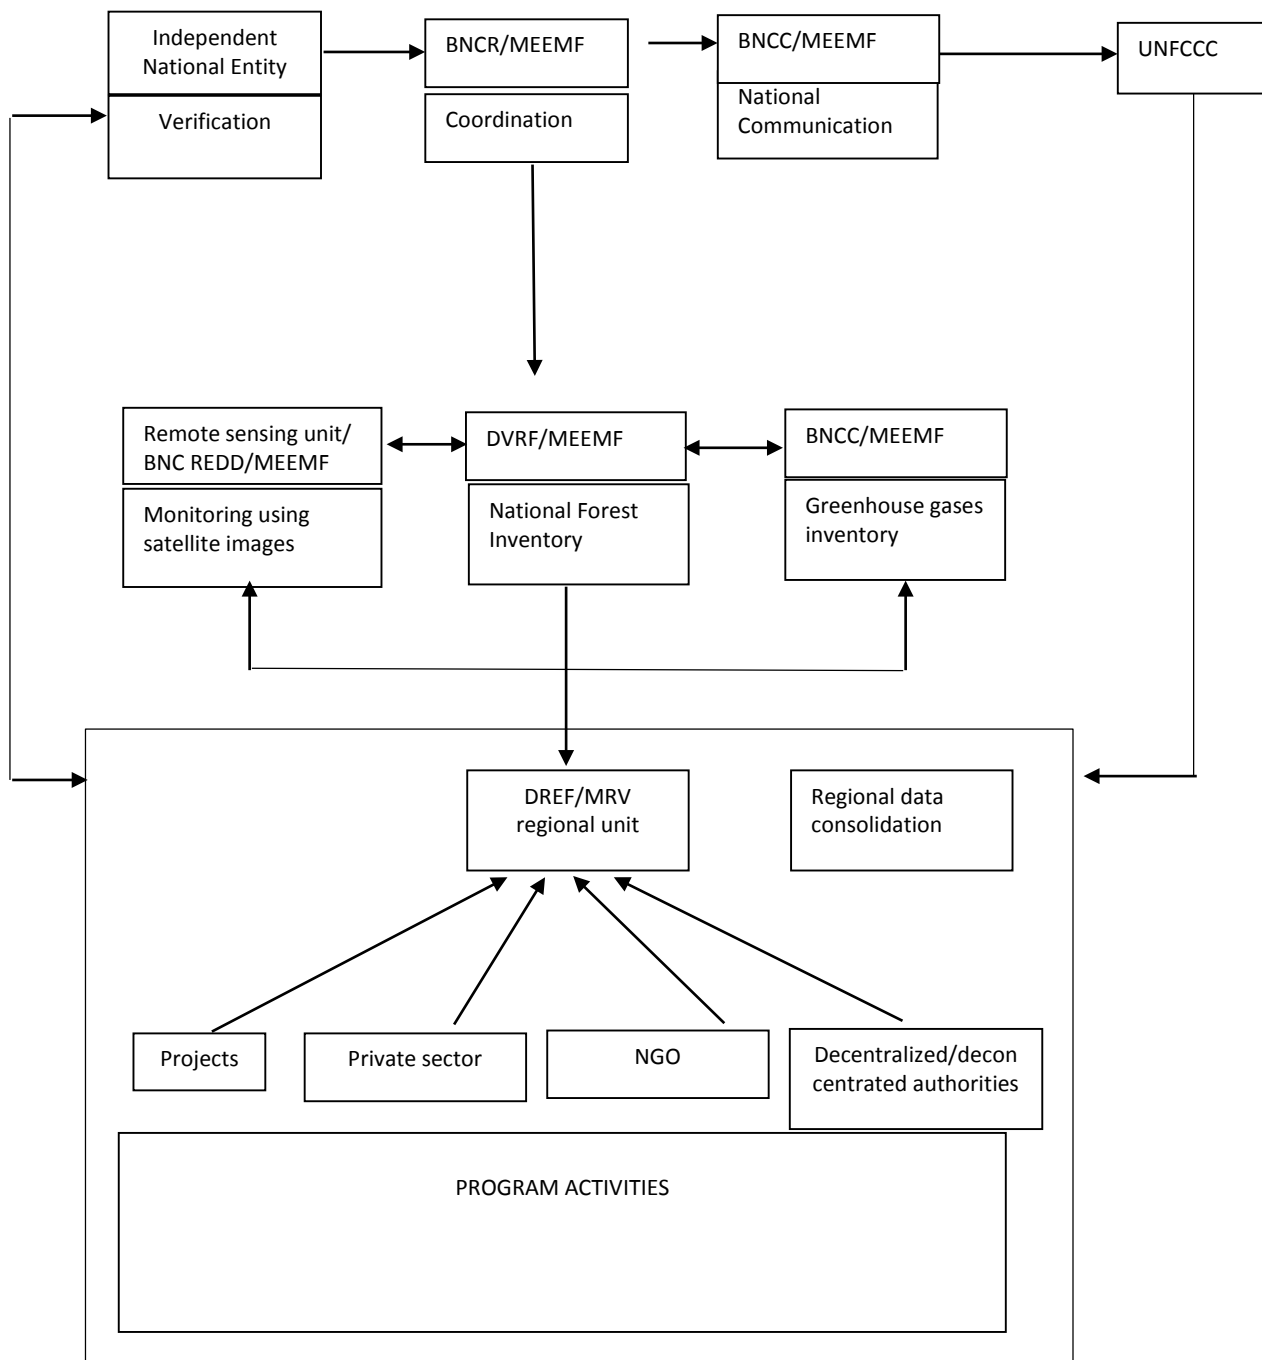 Independent
National Entity
Verification
BNCR/MEEMF
Coordination
BNCC/MEEMF
National
Communication
UNFCCC
Remote sensing unit/
BNC REDD/MEEMF
Monitoring using
satellite images
DVRF/MEEMF
National Forest
Inventory
BNCC/MEEMF
Greenhouse gases
inventory
DREF/MRV
regional unit
Regional data
consolidation
Projects
Private sector
NGO
Decentralized/decon
centrated authorities
PROGRAM ACTIVITIES